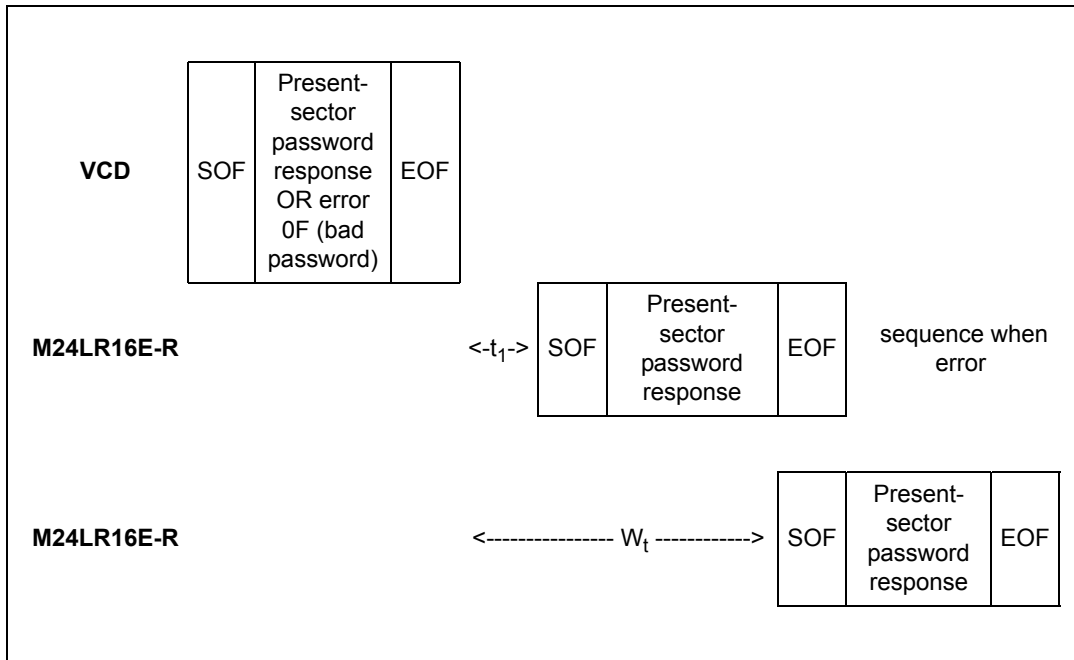 Present-
sector
password
response
OR error
0F (bad
password)
VCD
SOF
EOF
M24LR16E-R
<-t1->
SOF
Present-
sector
password
response
EOF
sequence when
error
M24LR16E-R
<---------------- Wt ------------>
SOF
Present-
sector
password
response
EOF